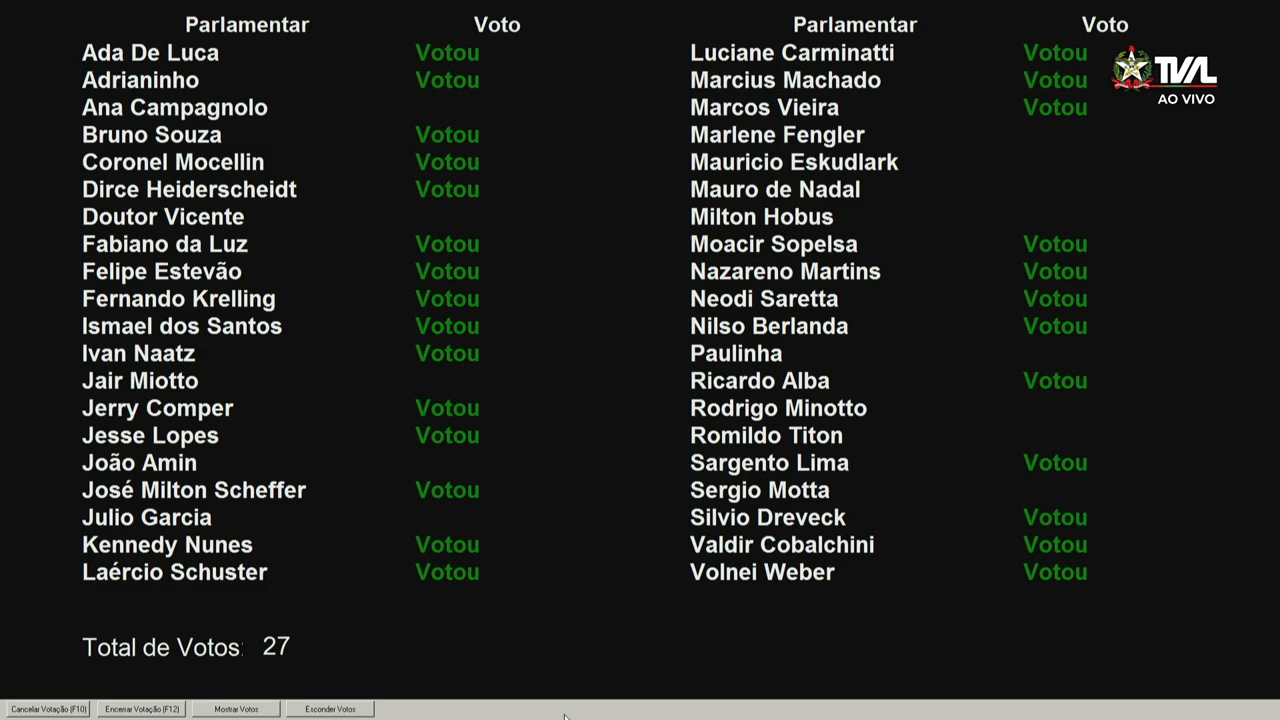 Parlamentar Voto Parlamentar Voto
Ada De Luca Votou Luciane Carminatti Votou
Adrianinho Votou Marcius Machado Votou
TVAL
Ana Campagnolo Marcos Vieira Votou
AO VIVO
Bruno Souza Votou Marlene Fengler
Coronel Mocellin Votou Mauricio Eskudlark
Dirce Heiderscheidt Votou Mauro de Nadal
Doutor Vicente Milton Hobus
Fabiano da Luz Votou Moacir Sopelsa Votou
Felipe Estevão Votou Nazareno Martins Votou
Fernando Krelling Votou Neodi Saretta Votou
Ismael dos Santos Votou Nilso Berlanda Votou
Ivan Naatz Votou Paulinha
Jair Miotto Ricardo Alba Votou
Jerry Comper Votou Rodrigo Minotto
Jesse Lopes Votou Romildo Titon
João Amin Sargento Lima Votou
José Milton Scheffer Votou Sergio Motta
Julio Garcia Silvio Dreveck Votou
Kennedy Nunes Votou Valdir Cobalchini Votou
Laércio Schuster Votou Volnei Weber Votou
Total de Votos: 27
Cancelar Votação (F10) Encerrar Votação (F12) Mostrar Votos Esconder Votos